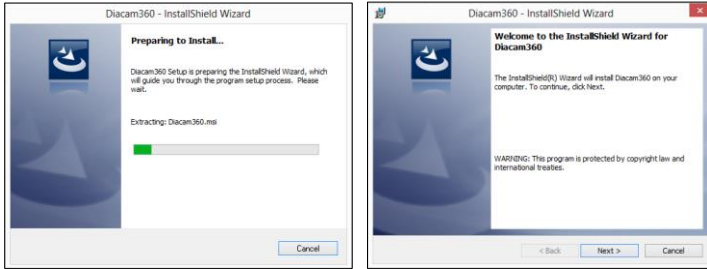 Diacam360 - InstallShield Wizard
Preparing to Install...
Diacam360 Setup is preparing the InstallShield Wizard, which
will guide you through the program setup process. Please
wait.
Extracting: Diacam360.msi
Cancel
Diacam360 - InstallShield Wizard
Welcome to the InstallShield Wizard for
Diacam360
The InstallShield(R) Wizard will install Diacam360 on your
computer. To continue, click Next.
WARNING: This program is protected by copyright law and
international treaties.
< Back
Next >
Cancel